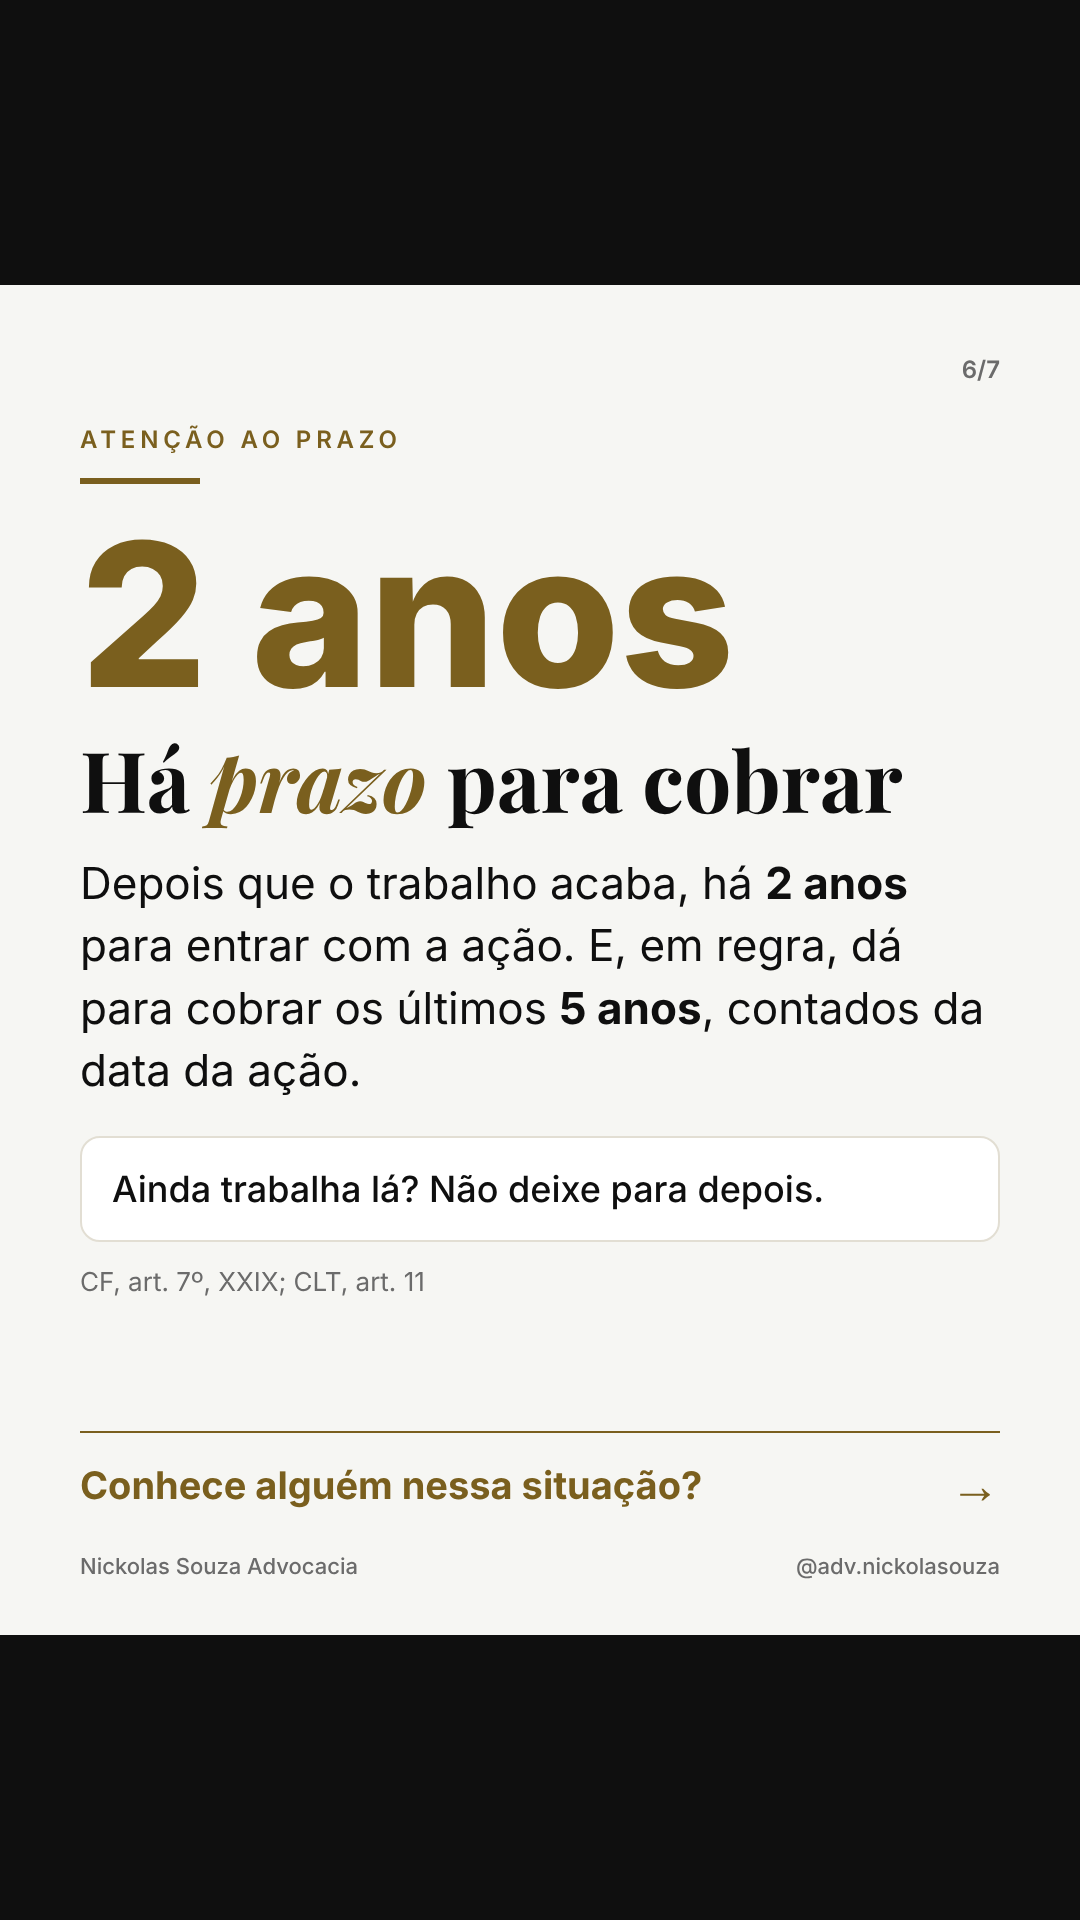 6/7
ATENÇÃO AO PRAZO
2 anos
Há prazo para cobrar
Depois que o trabalho acaba, há 2 anos
para entrar com a ação. E, em regra, dá
para cobrar os últimos 5 anos, contados da
data da ação.
Ainda trabalha lá? Não deixe para depois.
CF, art. 7º, XXIX; CLT, art. 11
Conhece alguém nessa situação? →
Nickolas Souza Advocacia @adv.nickolasouza